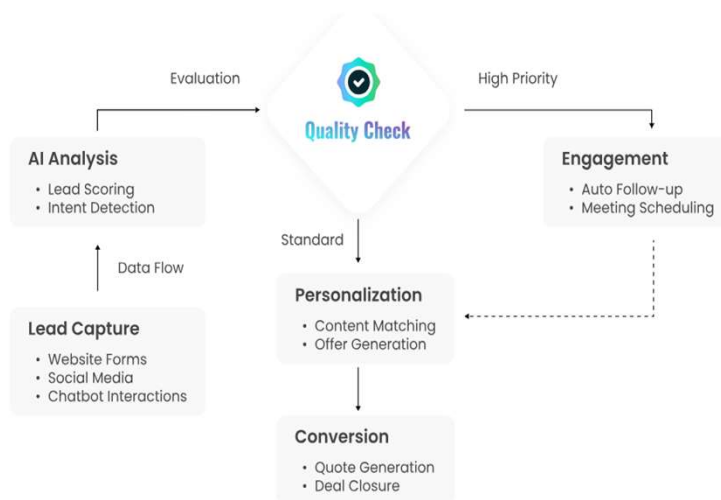 Evaluation
Quality Check
High Priority
AI Analysis
• Lead Scoring
• Intent Detection
Engagement
• Auto Follow-up
• Meeting Scheduling
Standard
Data Flow
Personalization
• Content Matching
• Offer Generation
Lead Capture
• Website Forms
• Social Media
• Chatbot Interactions
Conversion
• Quote Generation
• Deal Closure